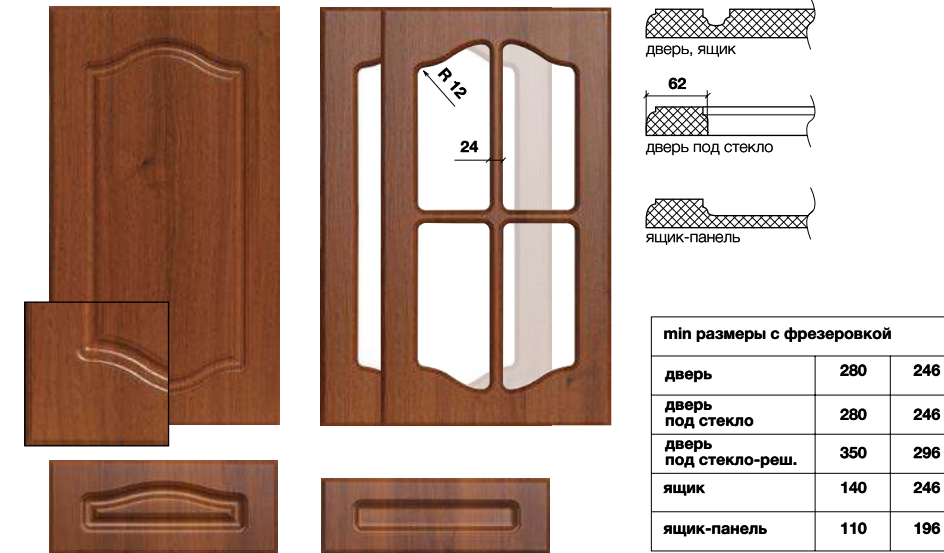 дверь, ящик
R 12
62
24
дверь под стекло
ящик-панель
min размеры с фрезеровкой
дверь 280 246
дверь
под стекло 280 246
дверь
под стекло-реш. 350 296
ящик 140 246
ящик-панель 110 196